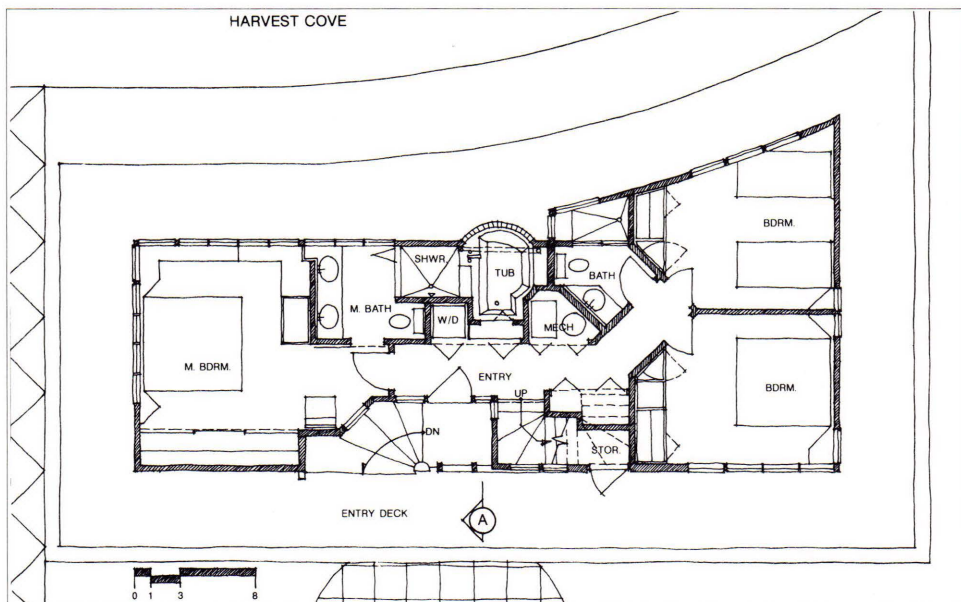 HARVEST COVE
BDRM.
SHWR.
TUB
BATH
M. BATH
W/D
MECH
M. BDRM.
ENTRY
UP
BDRM.
DN
STOR.
ENTRY DECK
A
0 1 3 8